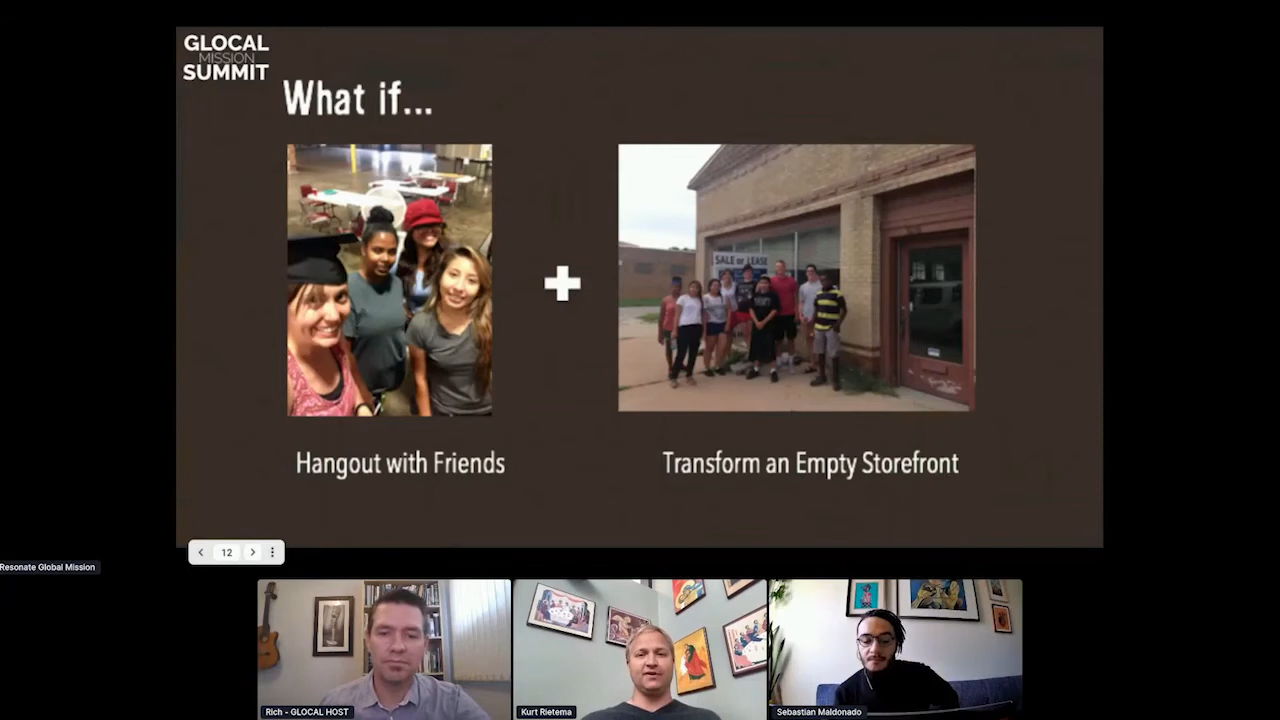 GLOCAL
MISSION
SUMMIT
What if...
SALE or LEASE
Hangout with Friends
Transform an Empty Storefront
12
Resonate Global Mission
Rich - GLOCAL HOST
Kurt Rietema
Sebastian Maldonado